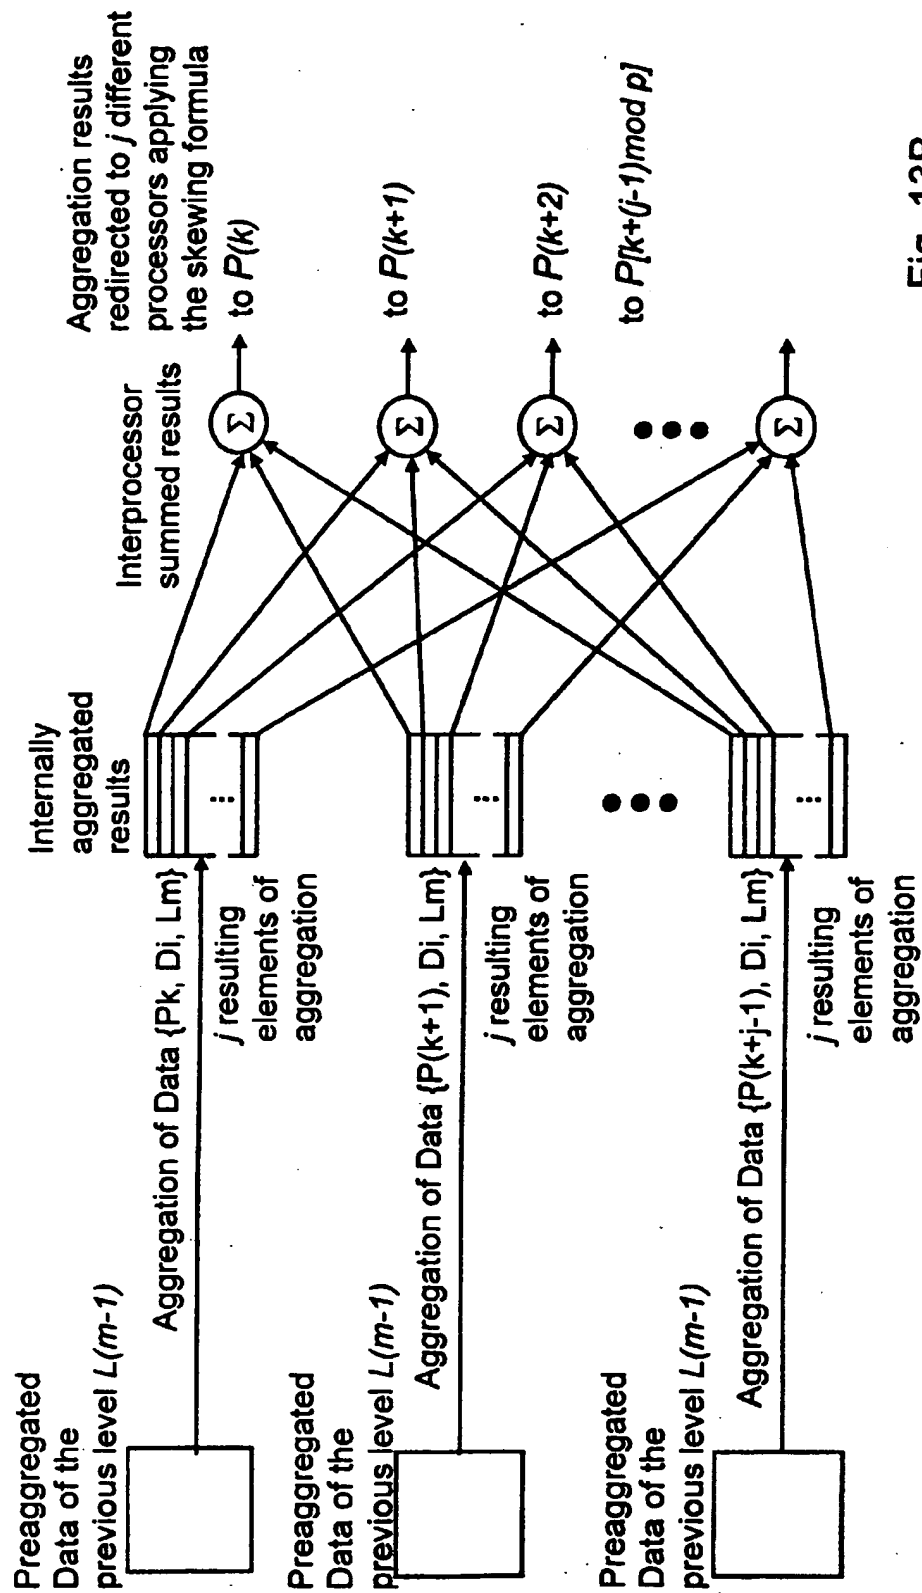 Preaggregated
Data of the
previous level L(m-1)
Aggregation of Data {Pk, Di, Lm}
j resulting
elements of
aggregation
Internally
aggregated
results
Interprocessor
summed results
Aggregation results
redirected to j different
processors applying
the skewing formula
Σ
to P(k)
Preaggregated
Data of the
previous level L(m-1)
Aggregation of Data {P(k+1), Di, Lm}
j resulting
elements of
aggregation
Σ
to P(k+1)
Σ
to P(k+2)
to P[k+(j-1)mod p]
Preaggregated
Data of the
previous level L(m-1)
Aggregation of Data {P(k+j-1), Di, Lm}
j resulting
elements of
aggregation
Σ